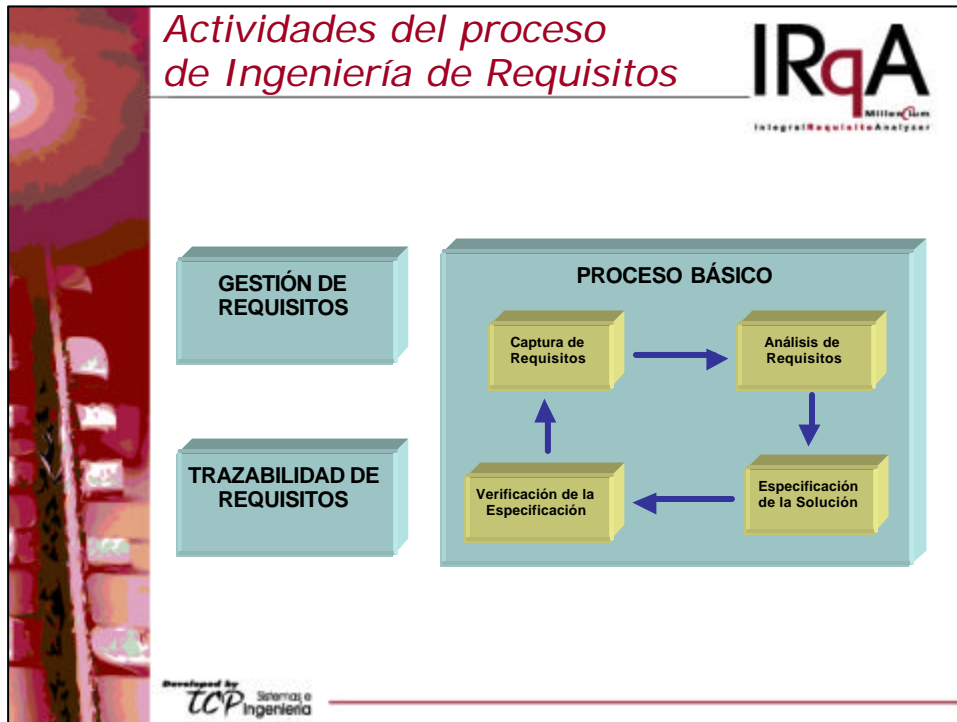 Actividades del proceso
de Ingeniería de Requisitos
IRqA
Millennium
IntegralRequisiteAnalyzer
GESTIÓN DE
REQUISITOS
TRAZABILIDAD DE
REQUISITOS
PROCESO BÁSICO
Captura de
Requisitos
Análisis de
Requisitos
Verificación de la
Especificación
Especificación
de la Solución
Developed by
TCP Sistemas e
Ingeniería